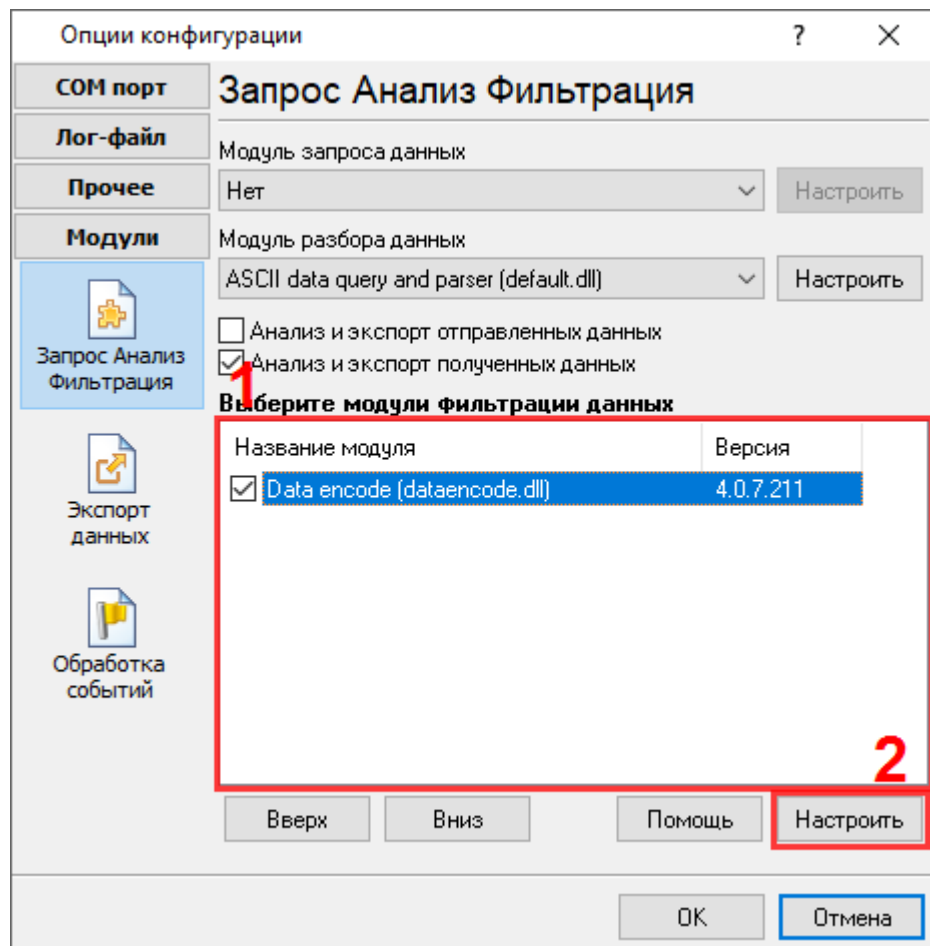 Опции конфигурации
?
COM порт
Лог-файл
Прочее
Модули
Запрос Анализ
Фильтрация
Экспорт
данных
Обработка
событий
Запрос Анализ Фильтрация
Модуль запроса данных
Нет
Настроить
Модуль разбора данных
ASCII data query and parser (default.dll)
Настроить
Анализ и экспорт отправленных данных
Анализ и экспорт полученных данных
1
Выберите модули фильтрации данных
Название модуля Версия
Data encode (dataencode.dll) 4.0.7.211
2
Вверх Вниз Помощь Настроить
OK Отмена